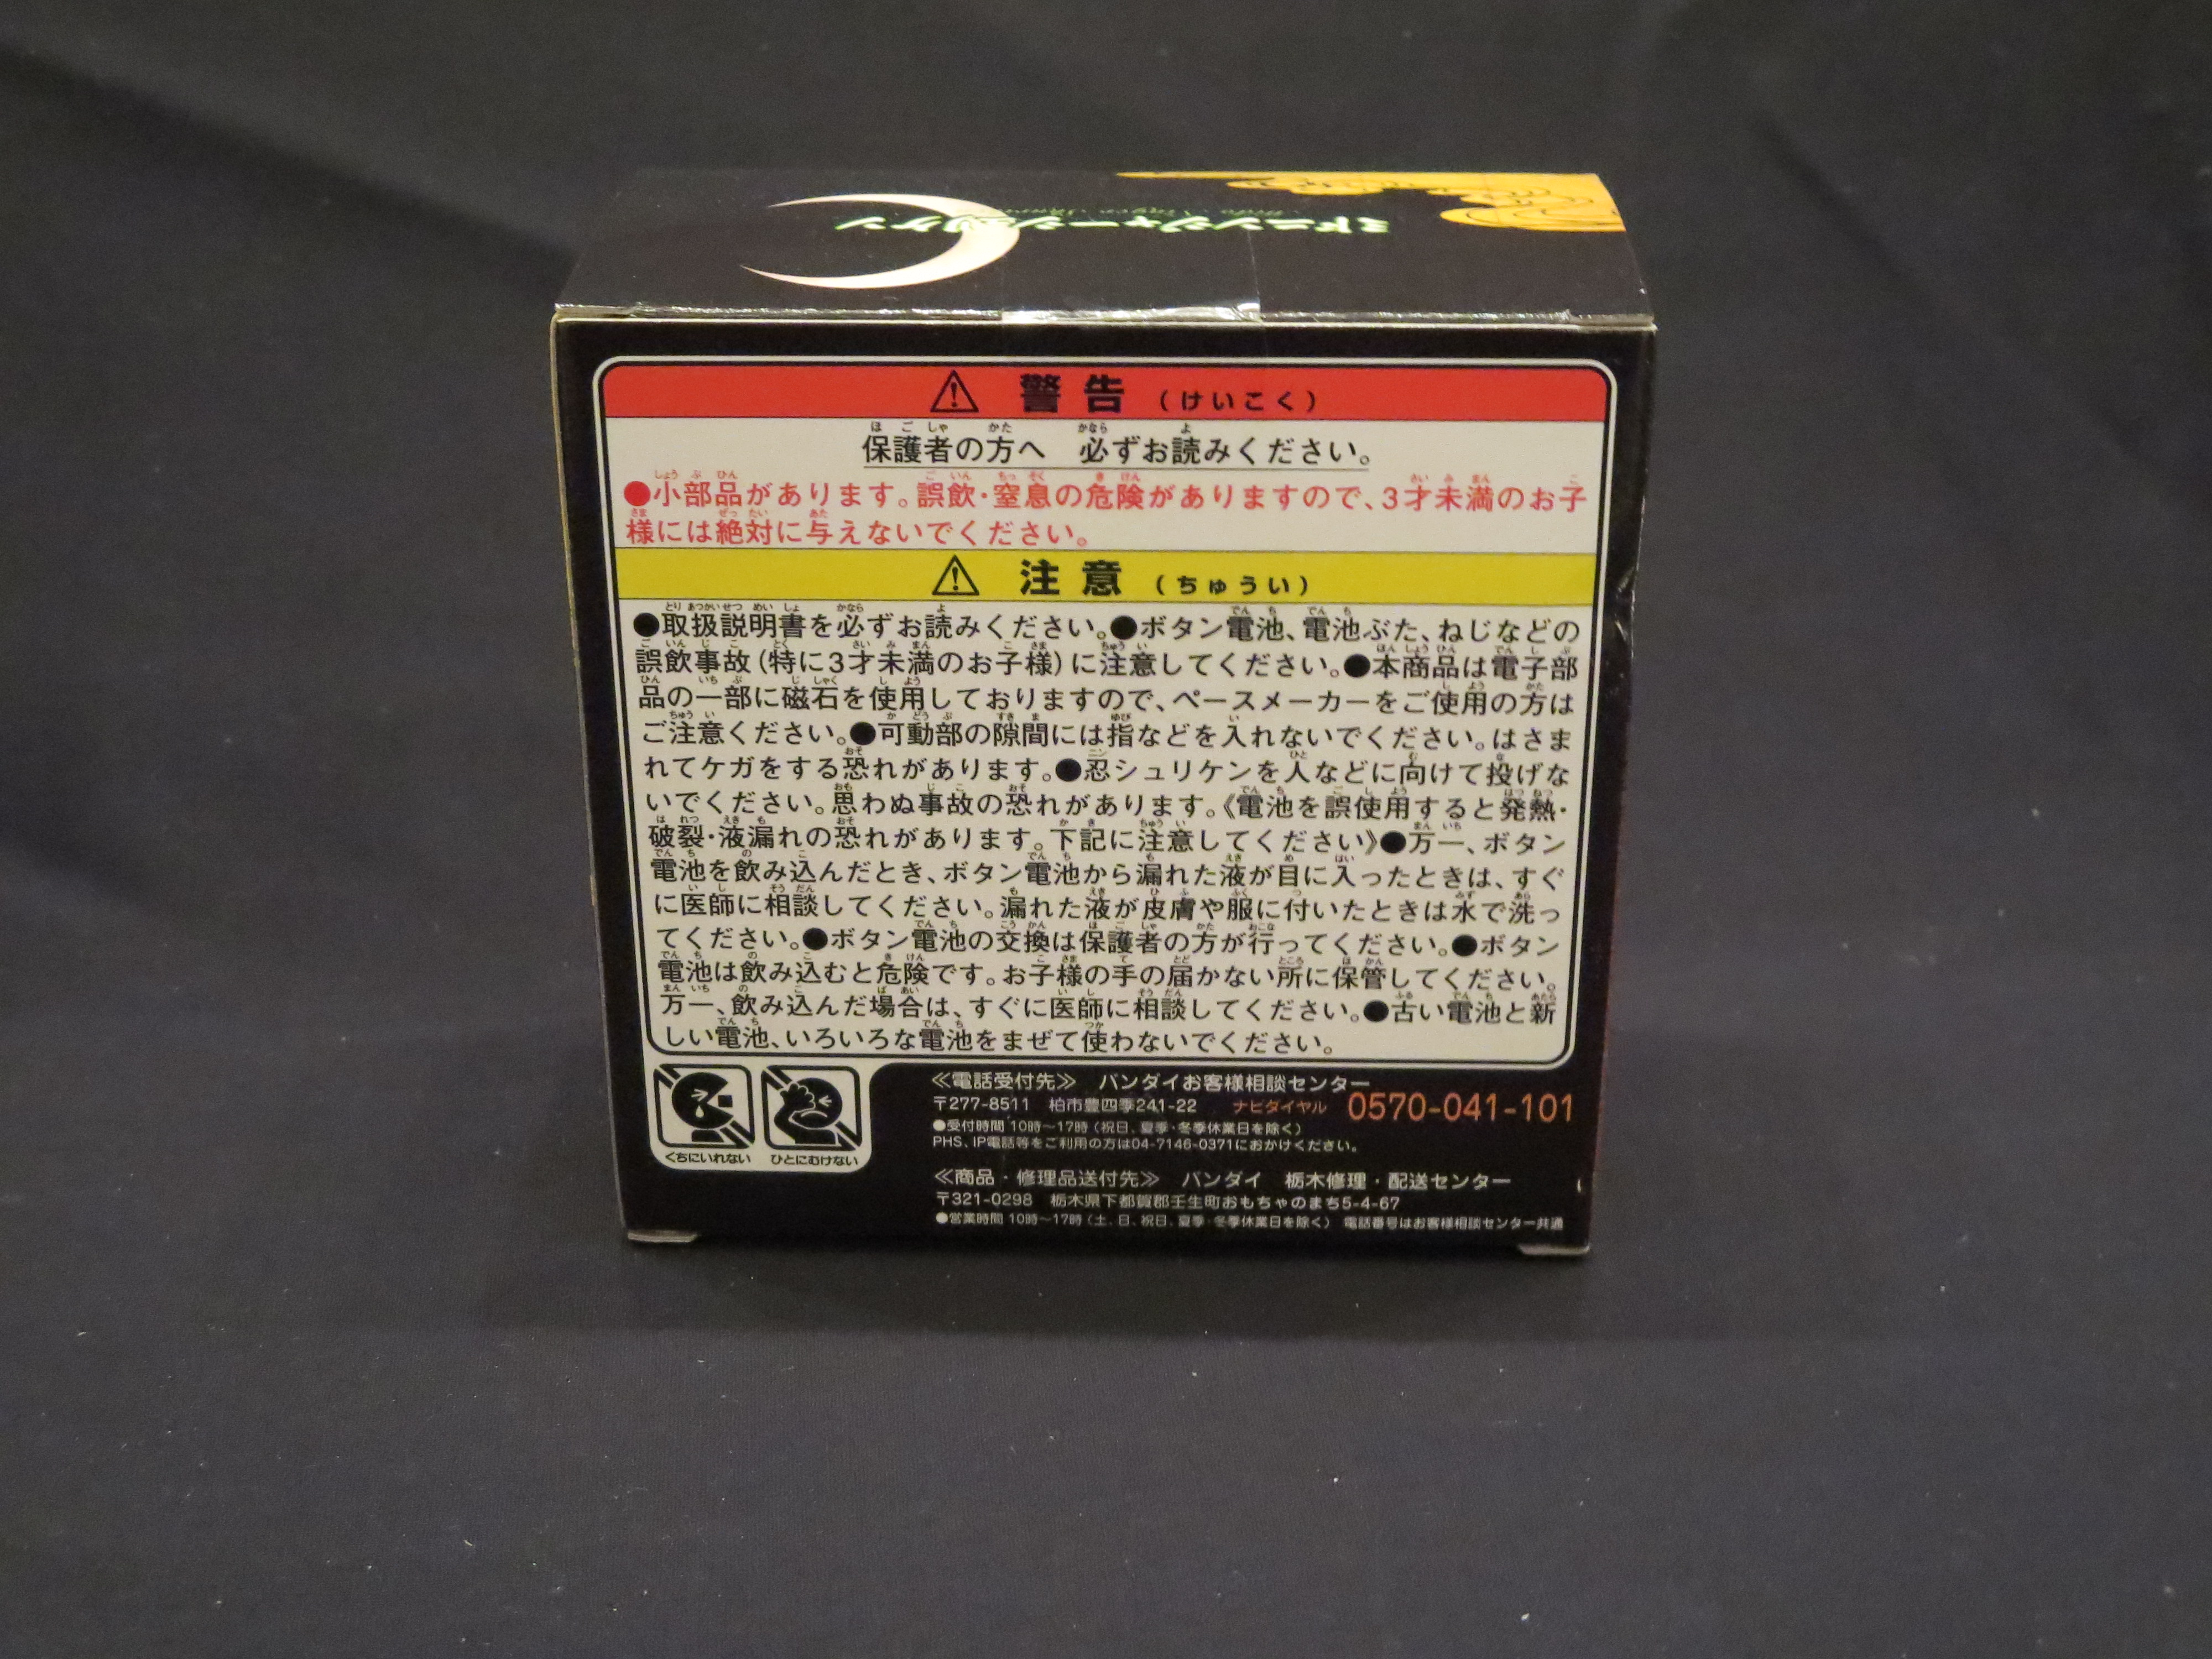 ミドニンジャーシュリケン
警告（けいこく）
保護者の方へ　必ずお読みください。
●小部品があります。誤飲・窒息の危険がありますので、3才未満のお子
様には絶対に与えないでください。
注意（ちゅうい）
●取扱説明書を必ずお読みください。●ボタン電池、電池ぶた、ねじなどの
誤飲事故（特に3才未満のお子様）に注意してください。●本商品は電子部
品の一部に磁石を使用しておりますので、ペースメーカーをご使用の方は
ご注意ください。●可動部の隙間には指などを入れないでください。はさま
れてケガをする恐れがあります。●忍シュリケンを人などに向けて投げな
いでください。思わぬ事故の恐れがあります。《電池を誤使用すると発熱・
破裂・液漏れの恐れがあります。下記に注意してください》●万一、ボタン
電池を飲み込んだとき、ボタン電池から漏れた液が目に入ったときは、すぐ
に医師に相談してください。漏れた液が皮膚や服に付いたときは水で洗っ
てください。●ボタン電池の交換は保護者の方が行ってください。●ボタン
電池は飲み込むと危険です。お子様の手の届かない所に保管してください。
万一、飲み込んだ場合は、すぐに医師に相談してください。●古い電池と新
しい電池、いろいろな電池をまぜて使わないでください。
くちにいれない　ひとにむけない
≪電話受付先≫　バンダイお客様相談センター
〒277-8511　柏市豊四季241-22　ナビダイヤル　0570-041-101
●受付時間 10時～17時（祝日、夏季・冬季休業日を除く）
PHS、IP電話等をご利用の方は04-7146-0371におかけください。
≪商品・修理品送付先≫　バンダイ　栃木修理・配送センター
〒321-0298　栃木県下都賀郡壬生町おもちゃのまち5-4-67
●営業時間 10時～17時（土、日、祝日、夏季・冬季休業日を除く）　電話番号はお客様相談センター共通